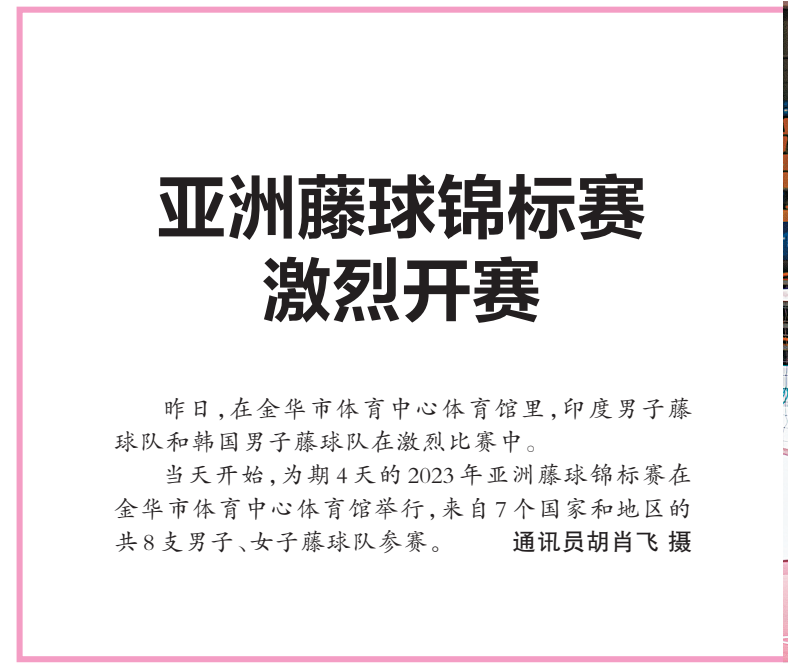 亚洲藤球锦标赛
激烈开赛
昨日,在金华市体育中心体育馆里,印度男子藤
球队和韩国男子藤球队在激烈比赛中。
当天开始,为期4天的2023年亚洲藤球锦标赛在
金华市体育中心体育馆举行,来自7个国家和地区的
共8支男子、女子藤球队参赛。 通讯员胡肖飞 摄